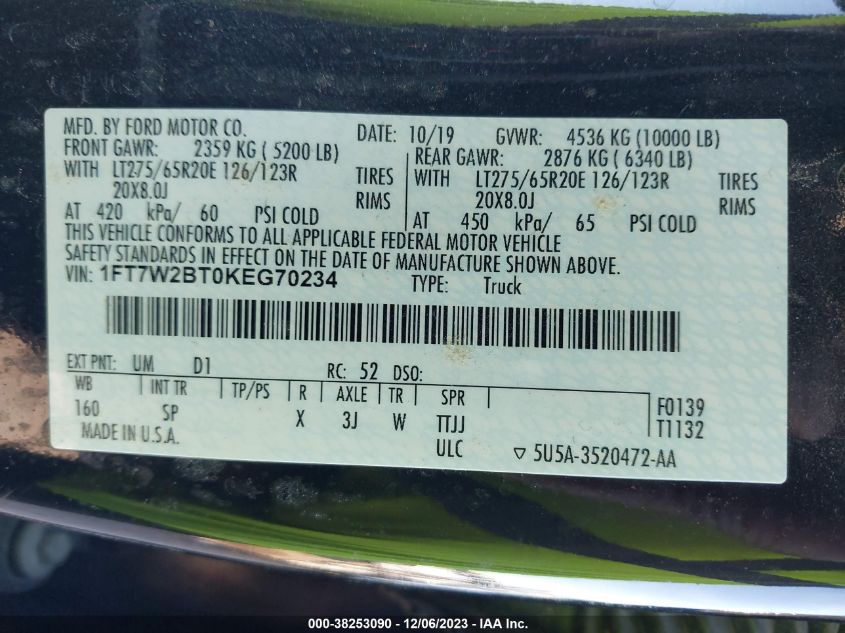 MFD. BY FORD MOTOR CO.
DATE: 10/19 GVWR: 4536 KG (10000 LB)
FRONT GAWR: 2359 KG ( 5200 LB)
REAR GAWR: 2876 KG ( 6340 LB)
WITH LT275/65R20E 126/123R TIRES
WITH LT275/65R20E 126/123R TIRES
20X8.0J RIMS
20X8.0J RIMS
AT 420 kPa/ 60 PSI COLD
AT 450 kPa/ 65 PSI COLD
THIS VEHICLE CONFORMS TO ALL APPLICABLE FEDERAL MOTOR VEHICLE
SAFETY STANDARDS IN EFFECT ON THE DATE OF MANUFACTURE SHOWN ABOVE.
VIN: 1FT7W2BT0KEG70234 TYPE: Truck
EXT PNT: UM D1 RC: 52 DSO:
WB INT TR TP/PS R AXLE TR SPR
160 SP X 3J W TTJJ
F0139
T1132
MADE IN U.S.A. ULC
▽ 5U5A-3520472-AA
000-38253090 - 12/06/2023 - IAA Inc.